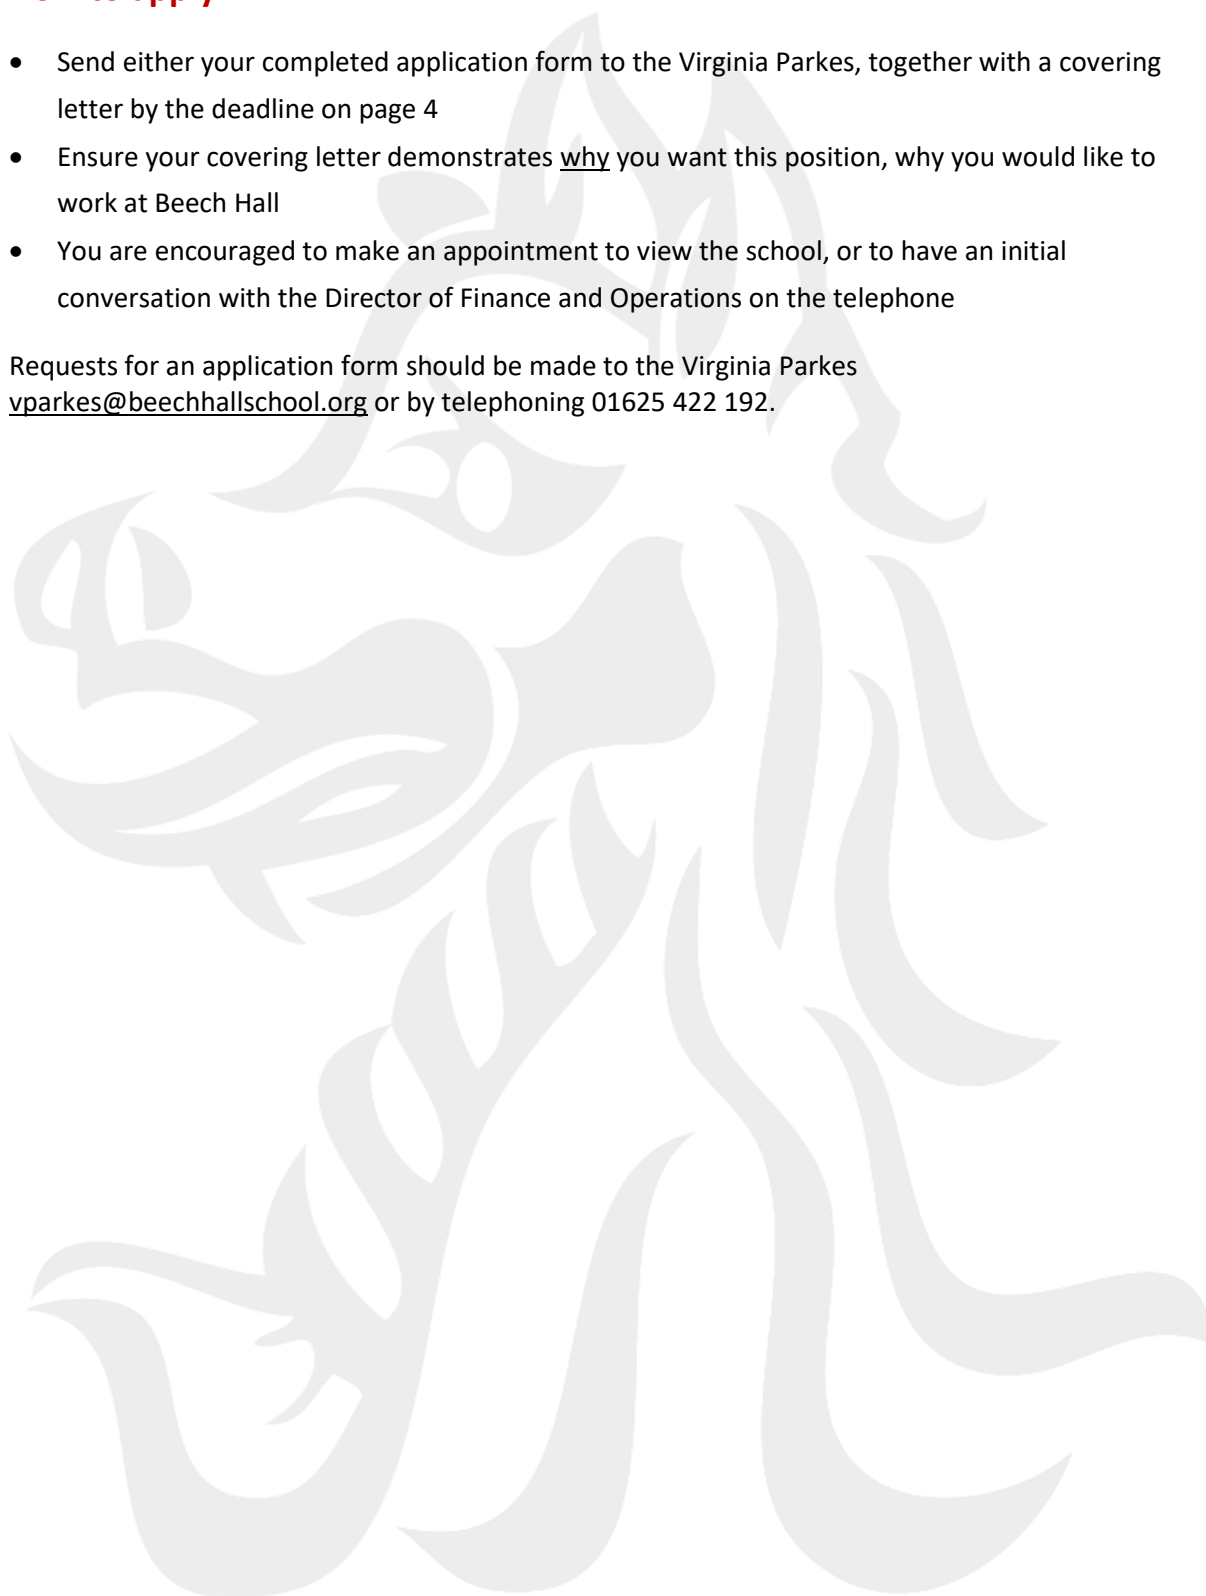 to apply
• Send either your completed application form to the Virginia Parkes, together with a covering
letter by the deadline on page 4
• Ensure your covering letter demonstrates why you want this position, why you would like to
work at Beech Hall
• You are encouraged to make an appointment to view the school, or to have an initial
conversation with the Director of Finance and Operations on the telephone
Requests for an application form should be made to the Virginia Parkes
vparkes@beechhallschool.org or by telephoning 01625 422 192.